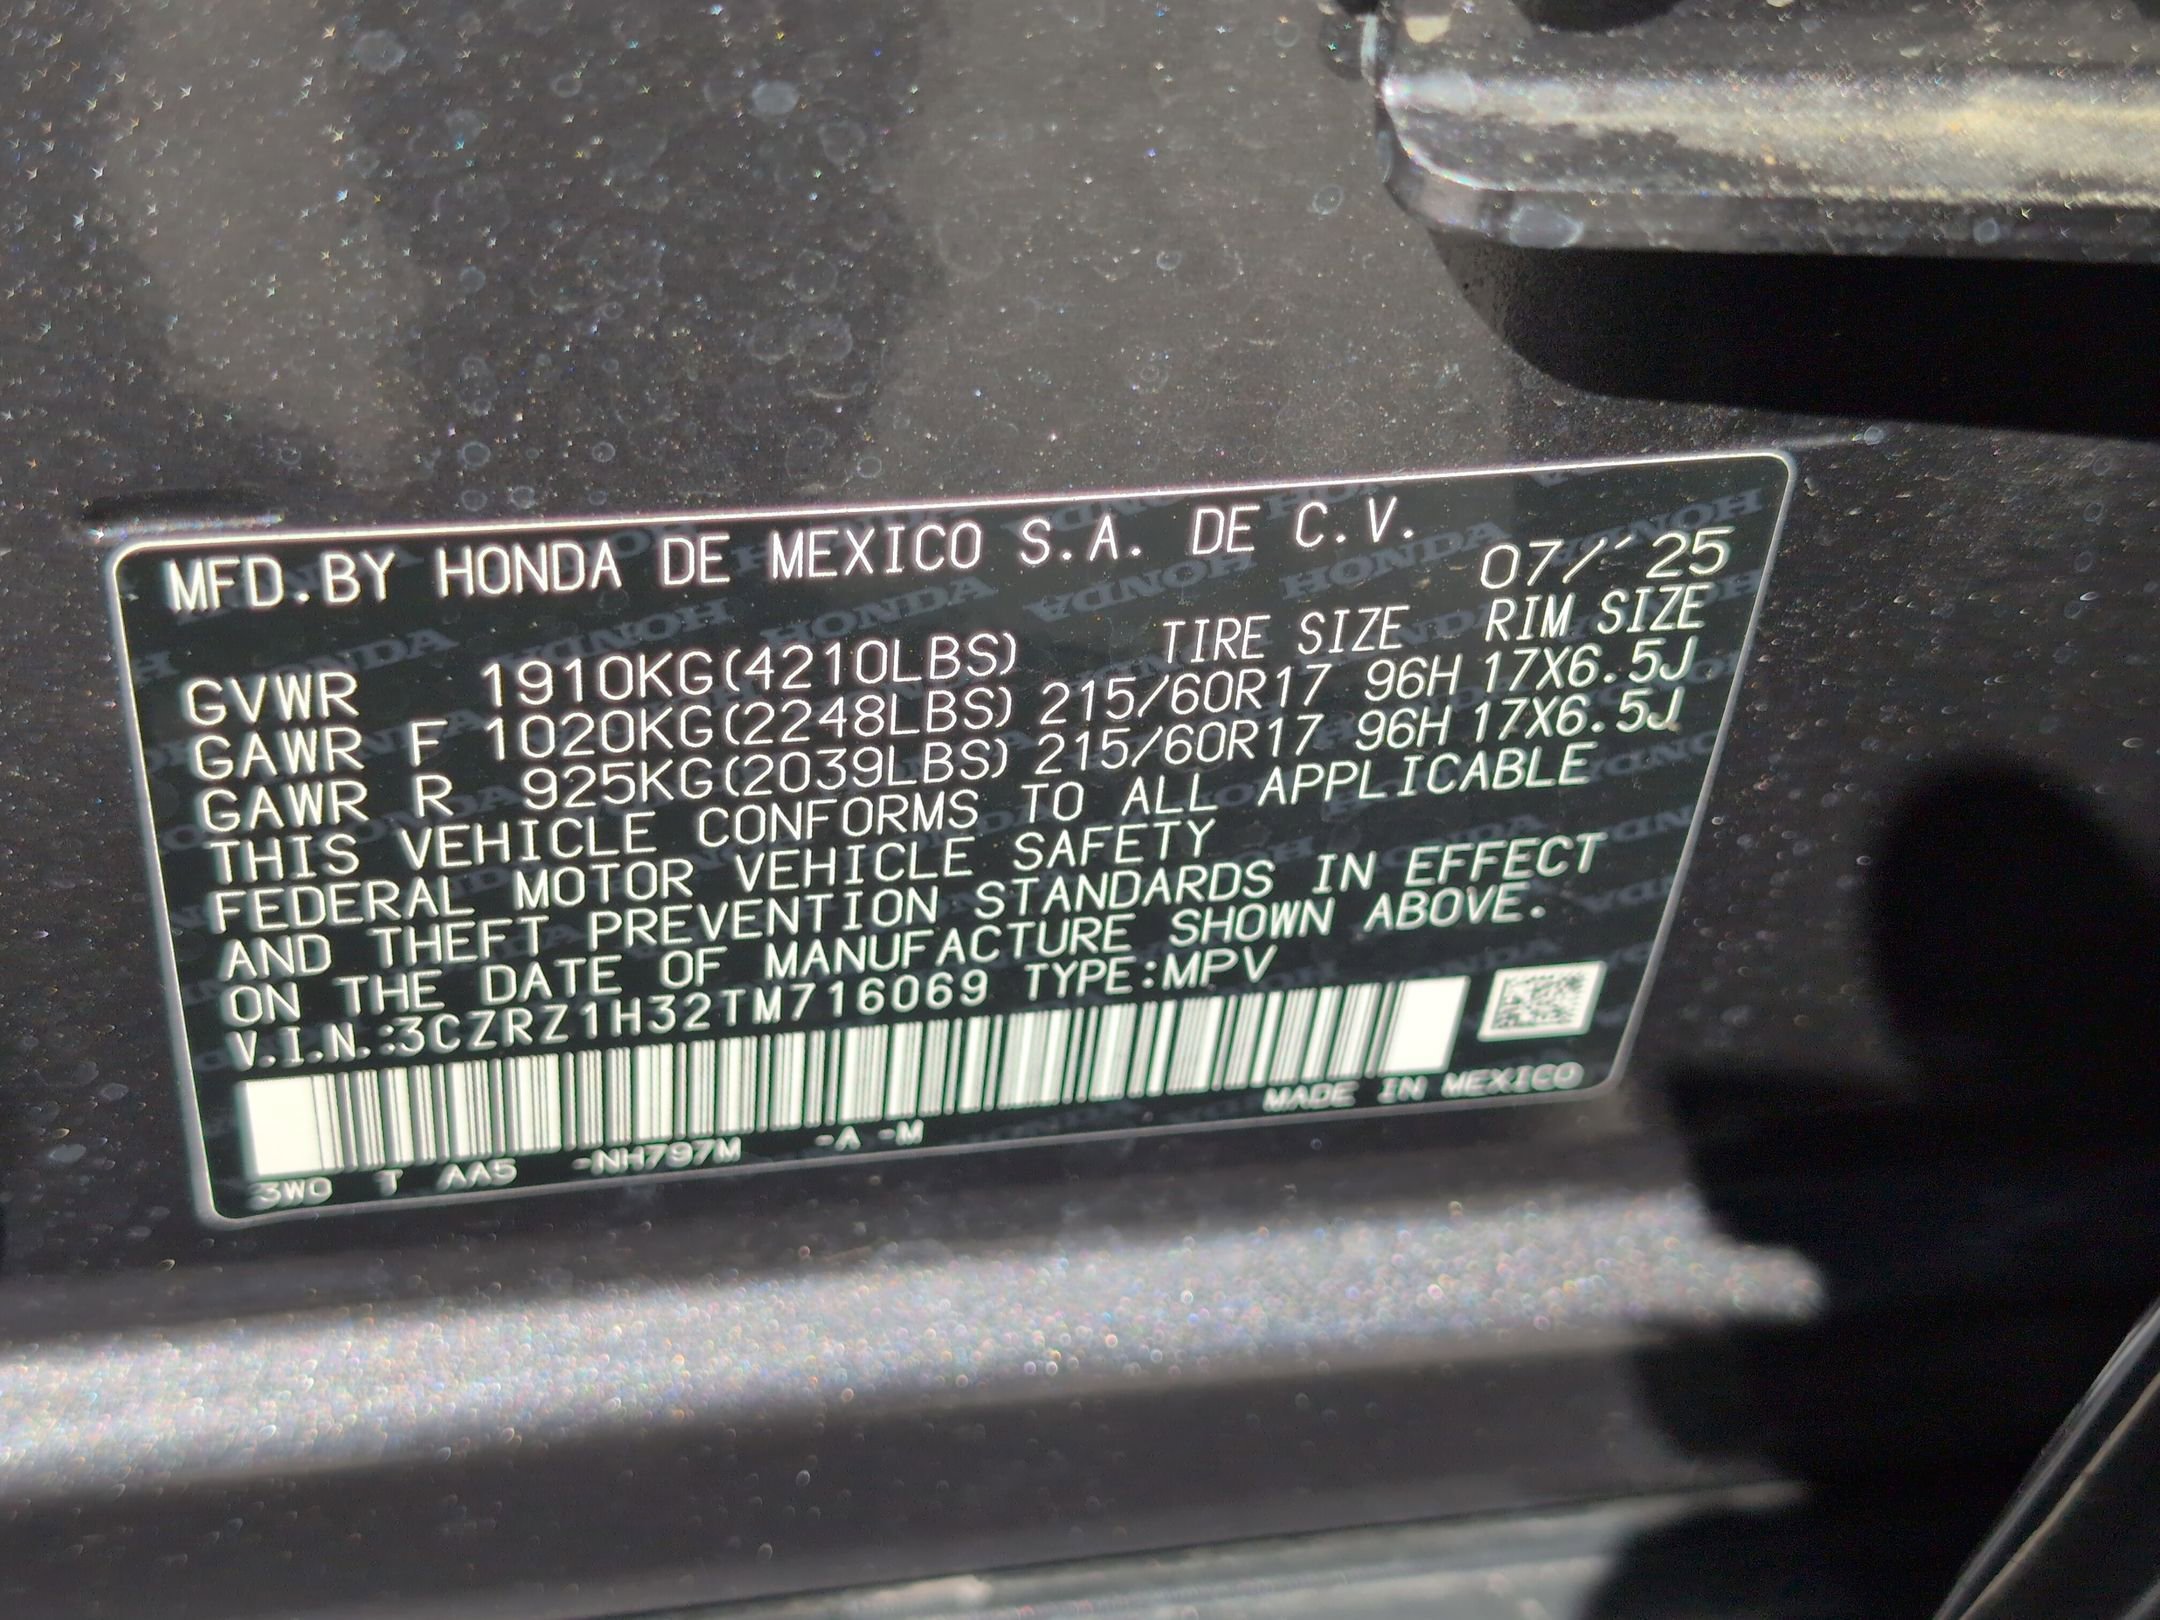 MFD.BY HONDA DE MEXICO S.A. DE C.V.
07/'25
GVWR 1910KG(4210LBS) TIRE SIZE RIM SIZE
GAWR F 1020KG(2248LBS) 215/60R17 96H 17X6.5J
GAWR R 925KG(2039LBS) 215/60R17 96H 17X6.5J
THIS VEHICLE CONFORMS TO ALL APPLICABLE
FEDERAL MOTOR VEHICLE SAFETY
AND THEFT PREVENTION STANDARDS IN EFFECT
ON THE DATE OF MANUFACTURE SHOWN ABOVE.
V.I.N.:3CZRZ1H32TM716069 TYPE:MPV
MADE IN MEXICO
3W0 T AA5 -NH797M -A -M